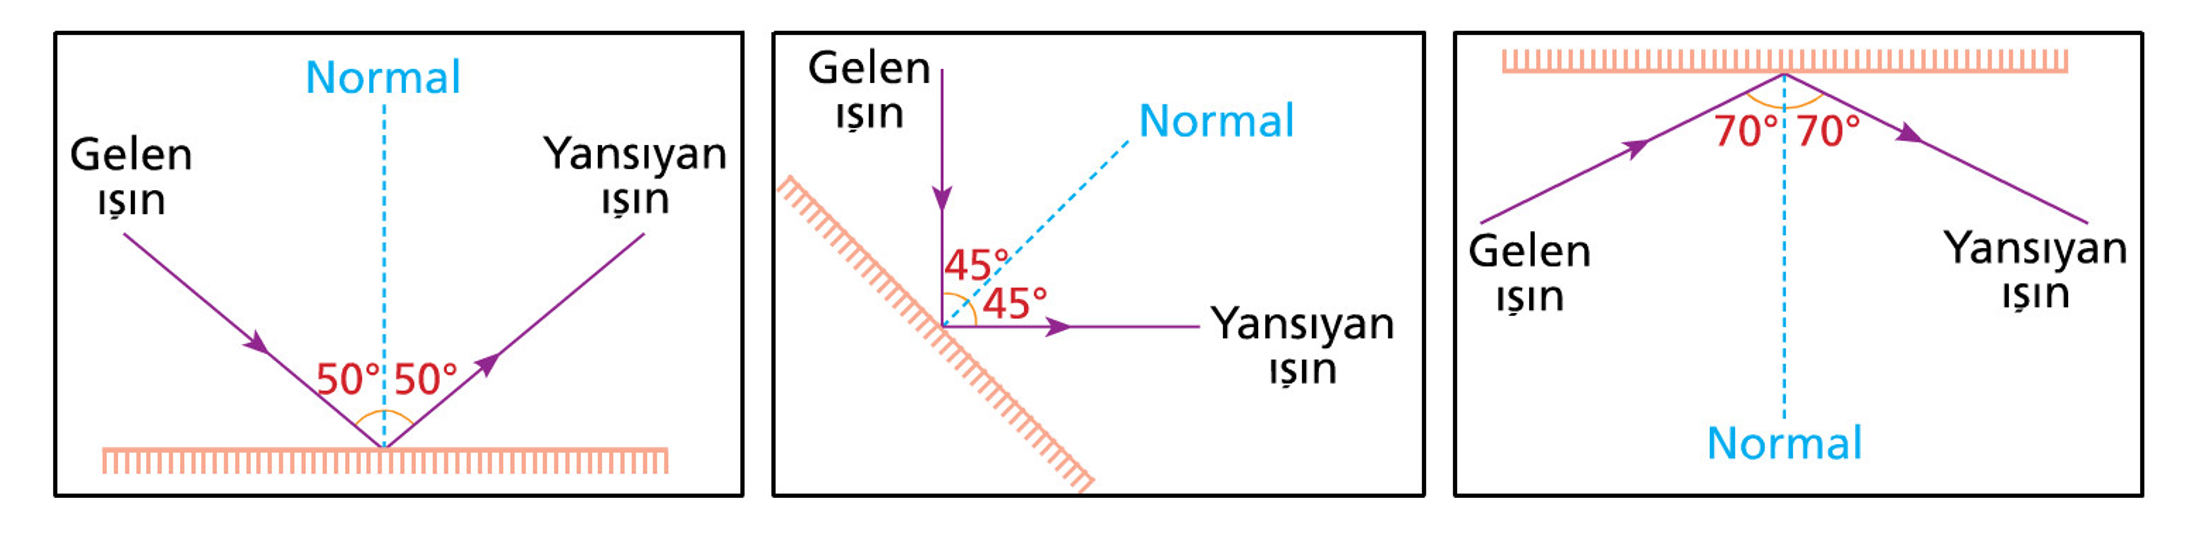 Normal
Gelen
ışın
Yansıyan
ışın
50° 50°
Gelen
ışın
Normal
45°
45°
Yansıyan
ışın
70° 70°
Gelen
ışın
Yansıyan
ışın
Normal